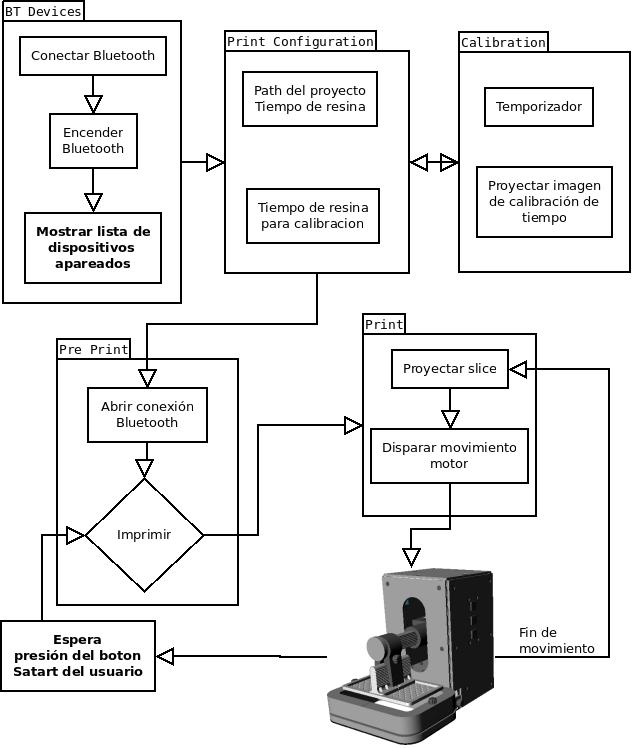 BT Devices
Conectar Bluetooth
Encender
Bluetooth
Mostrar lista de
dispositivos
apareados
Print Configuration
Path del proyecto
Tiempo de resina
Tiempo de resina
para calibracion
Calibration
Temporizador
Proyectar imagen
de calibración de
tiempo
Pre Print
Abrir conexión
Bluetooth
Imprimir
Print
Proyectar slice
Disparar movimiento
motor
Espera
presión del boton
Satart del usuario
Fin de
movimiento